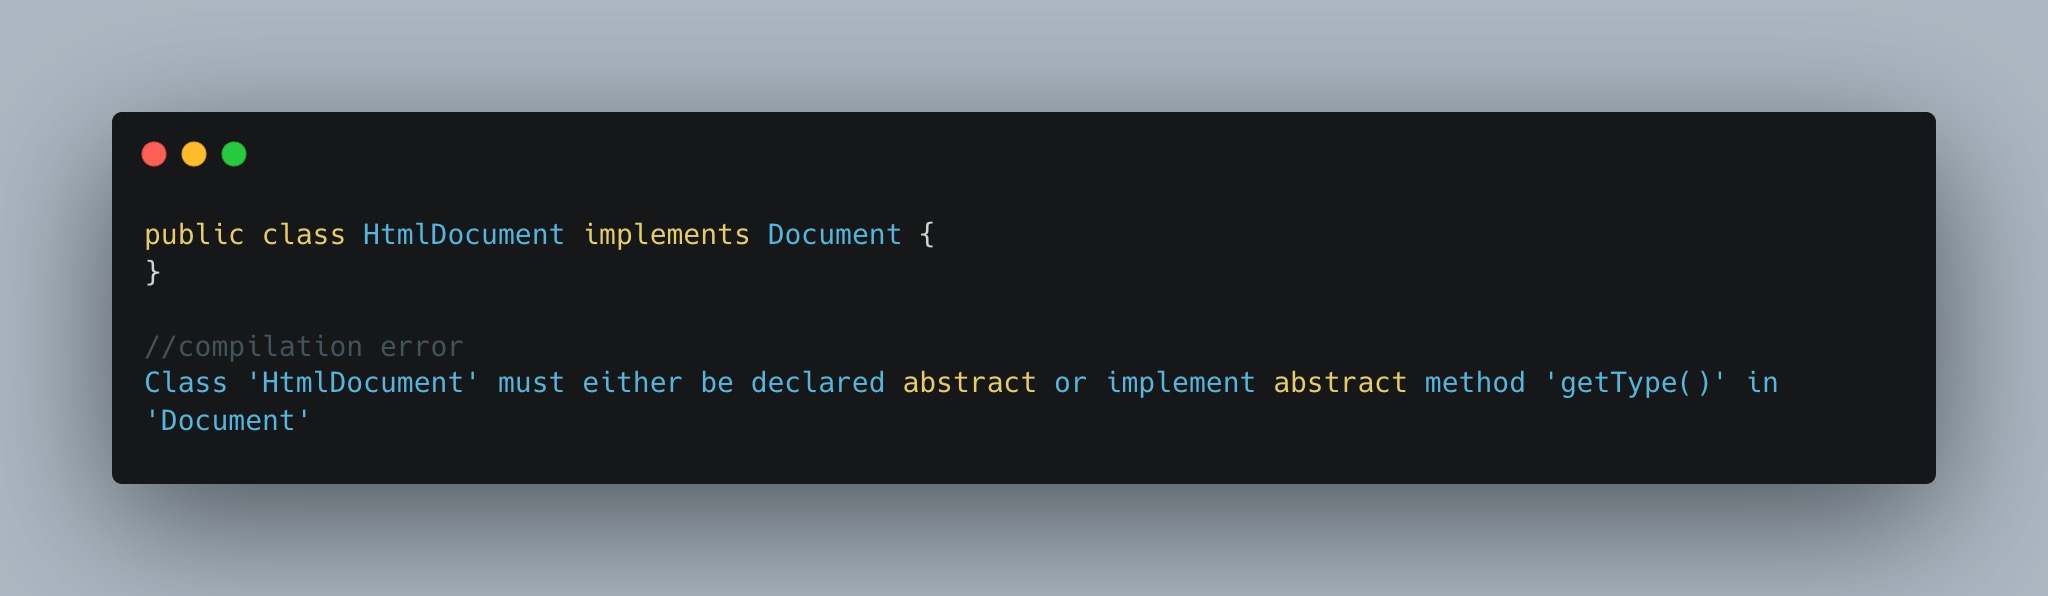 public class HtmlDocument implements Document {
}
//compilation error
Class 'HtmlDocument' must either be declared abstract or implement abstract method 'getType()' in
'Document'